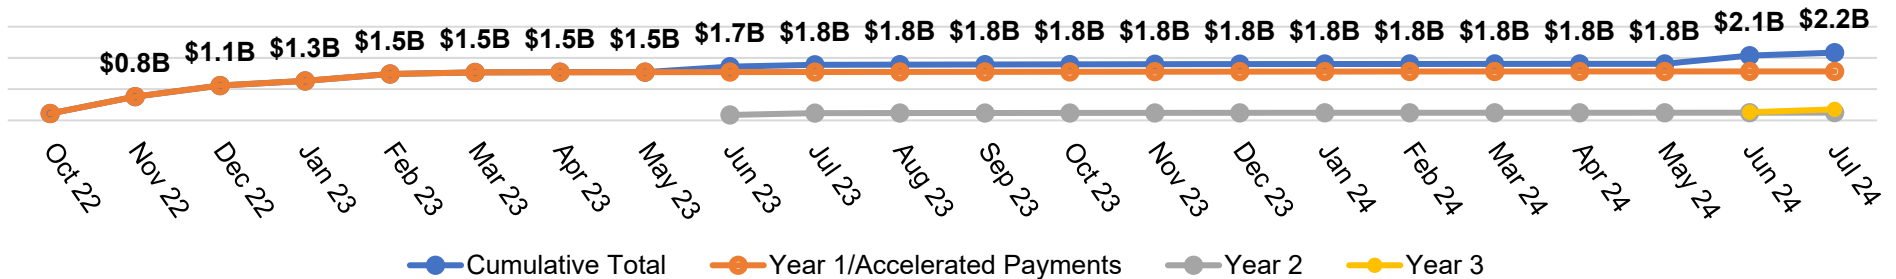 $0.8B $1.1B $1.3B $1.5B $1.5B $1.5B $1.5B $1.7B $1.8B $1.8B $1.8B $1.8B $1.8B $1.8B $1.8B $1.8B $1.8B $1.8B $1.8B $2.1B $2.2B
Oct 22 Nov 22 Dec 22 Jan 23 Feb 23 Mar 23 Apr 23 May 23 Jun 23 Jul 23 Aug 23 Sep 23 Oct 23 Nov 23 Dec 23 Jan 24 Feb 24 Mar 24 Apr 24 May 24 Jun 24 Jul 24
Cumulative Total Year 1/Accelerated Payments Year 2 Year 3